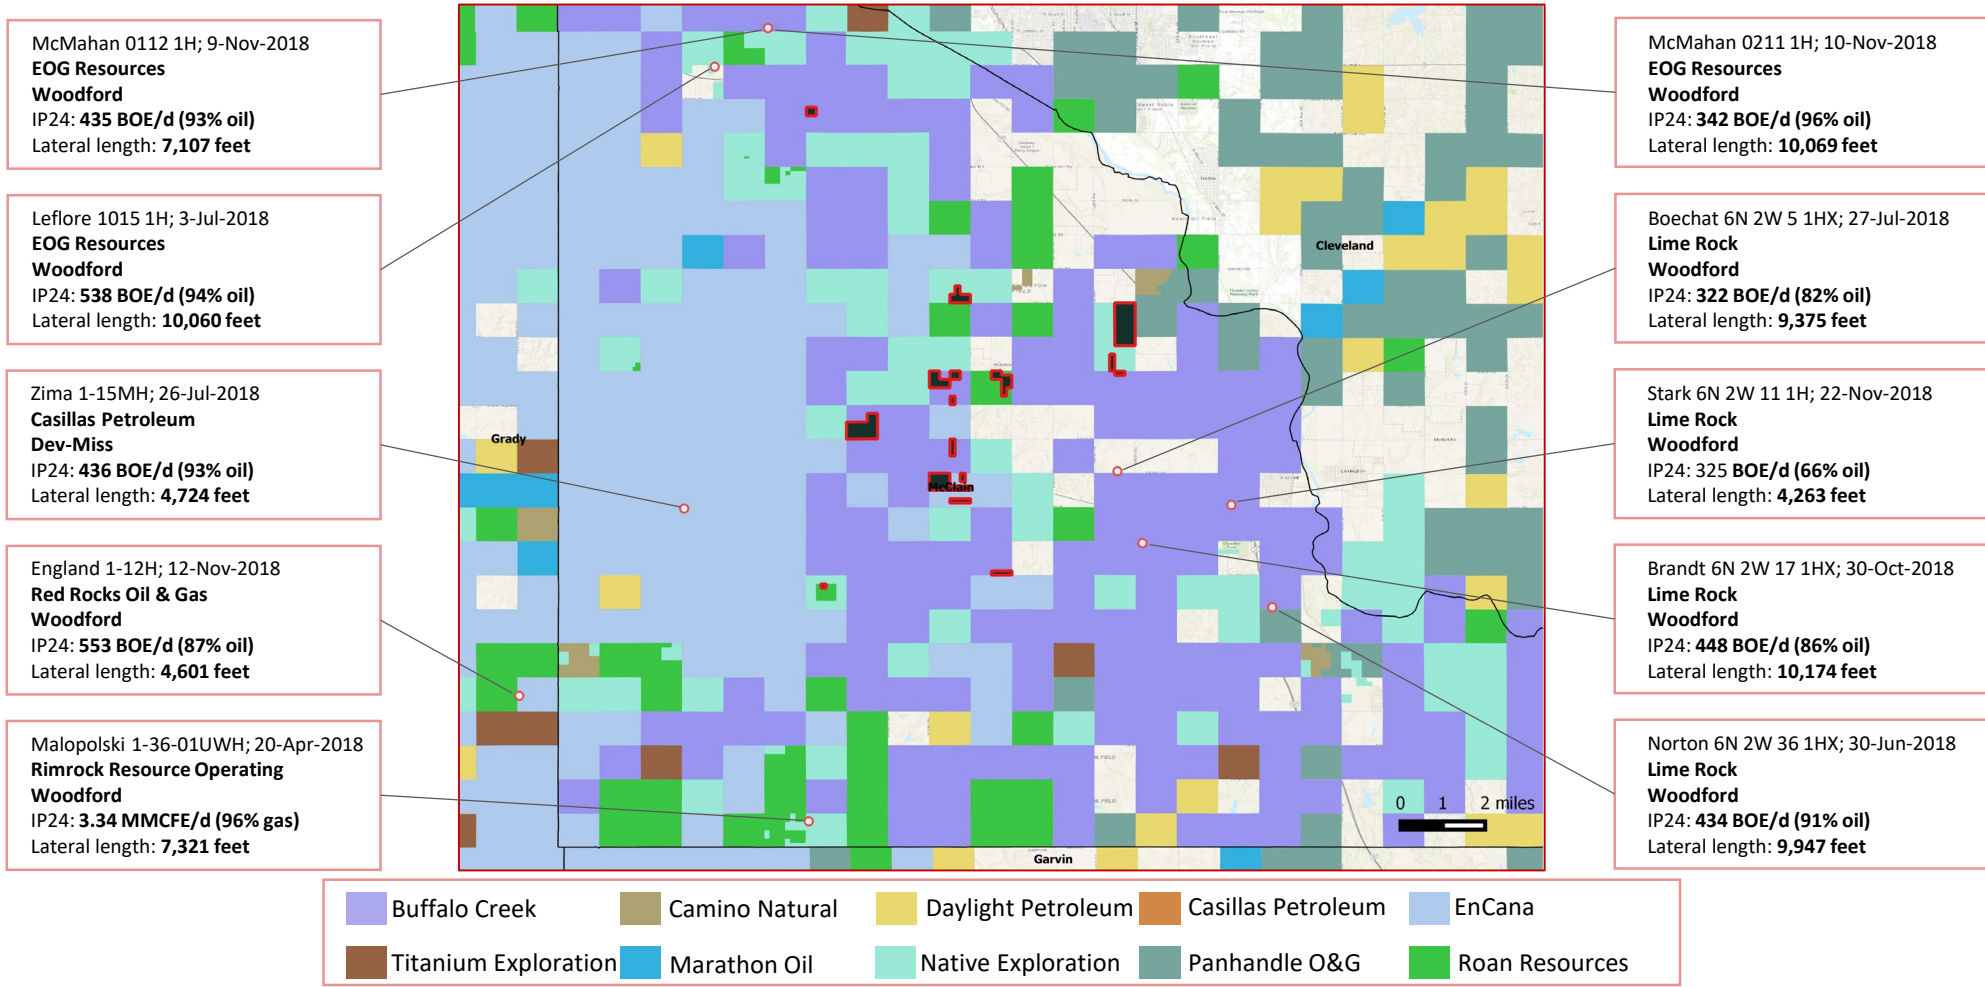 McMahan 0112 1H; 9-Nov-2018
EOG Resources
Woodford
IP24: 435 BOE/d (93% oil)
Lateral length: 7,107 feet
Leflore 1015 1H; 3-Jul-2018
EOG Resources
Woodford
IP24: 538 BOE/d (94% oil)
Lateral length: 10,060 feet
Zima 1-15MH; 26-Jul-2018
Casillas Petroleum
Dev-Miss
IP24: 436 BOE/d (93% oil)
Lateral length: 4,724 feet
England 1-12H; 12-Nov-2018
Red Rocks Oil & Gas
Woodford
IP24: 553 BOE/d (87% oil)
Lateral length: 4,601 feet
Malopolski 1-36-01UWH; 20-Apr-2018
Rimrock Resource Operating
Woodford
IP24: 3.34 MMCFE/d (96% gas)
Lateral length: 7,321 feet
Cleveland
Grady
McClain
Garvin
0 1 2 miles
McMahan 0211 1H; 10-Nov-2018
EOG Resources
Woodford
IP24: 342 BOE/d (96% oil)
Lateral length: 10,069 feet
Boechat 6N 2W 5 1HX; 27-Jul-2018
Lime Rock
Woodford
IP24: 322 BOE/d (82% oil)
Lateral length: 9,375 feet
Stark 6N 2W 11 1H; 22-Nov-2018
Lime Rock
Woodford
IP24: 325 BOE/d (66% oil)
Lateral length: 4,263 feet
Brandt 6N 2W 17 1HX; 30-Oct-2018
Lime Rock
Woodford
IP24: 448 BOE/d (86% oil)
Lateral length: 10,174 feet
Norton 6N 2W 36 1HX; 30-Jun-2018
Lime Rock
Woodford
IP24: 434 BOE/d (91% oil)
Lateral length: 9,947 feet
Buffalo Creek
Camino Natural
Daylight Petroleum
Casillas Petroleum
EnCana
Titanium Exploration
Marathon Oil
Native Exploration
Panhandle O&G
Roan Resources